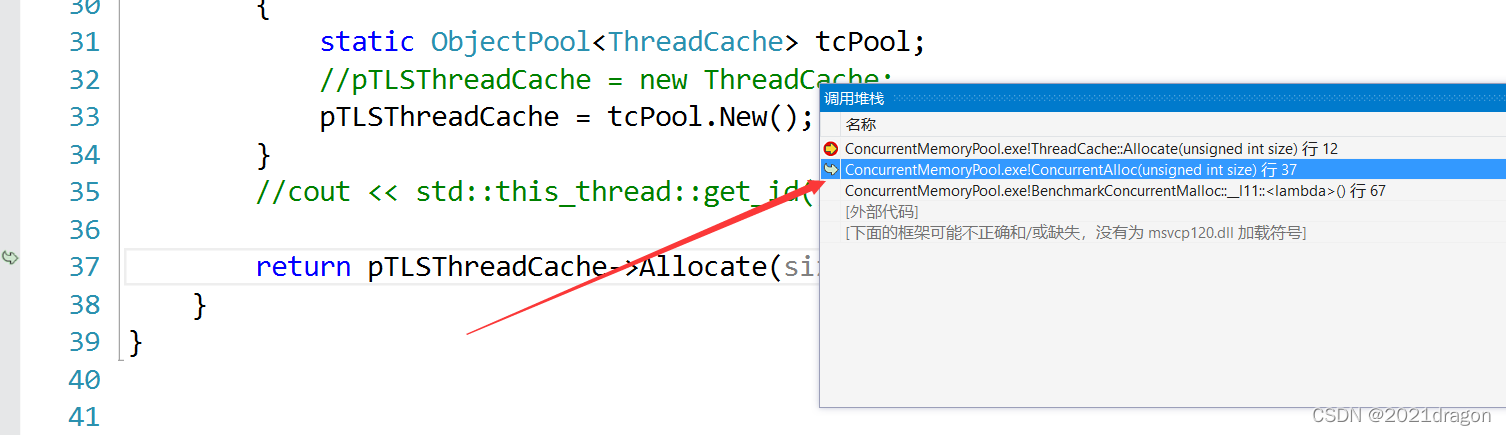 30 {
31 static ObjectPool<ThreadCache> tcPool;
32 //pTLSThreadCache = new ThreadCache;
33 pTLSThreadCache = tcPool.New();
34 }
35 //cout << std::this_thread::get_id(
36
37 return pTLSThreadCache->Allocate(siz
38 }
39 }
40
41
调用堆栈
名称
ConcurrentMemoryPool.exe!ThreadCache::Allocate(unsigned int size) 行 12
ConcurrentMemoryPool.exe!ConcurrentAlloc(unsigned int size) 行 37
ConcurrentMemoryPool.exe!BenchmarkConcurrentMalloc::__l11::<lambda>() 行 67
[外部代码]
[下面的框架可能不正确和/或缺失，没有为 msvcp120.dll 加载符号]
CSDN @2021dragon